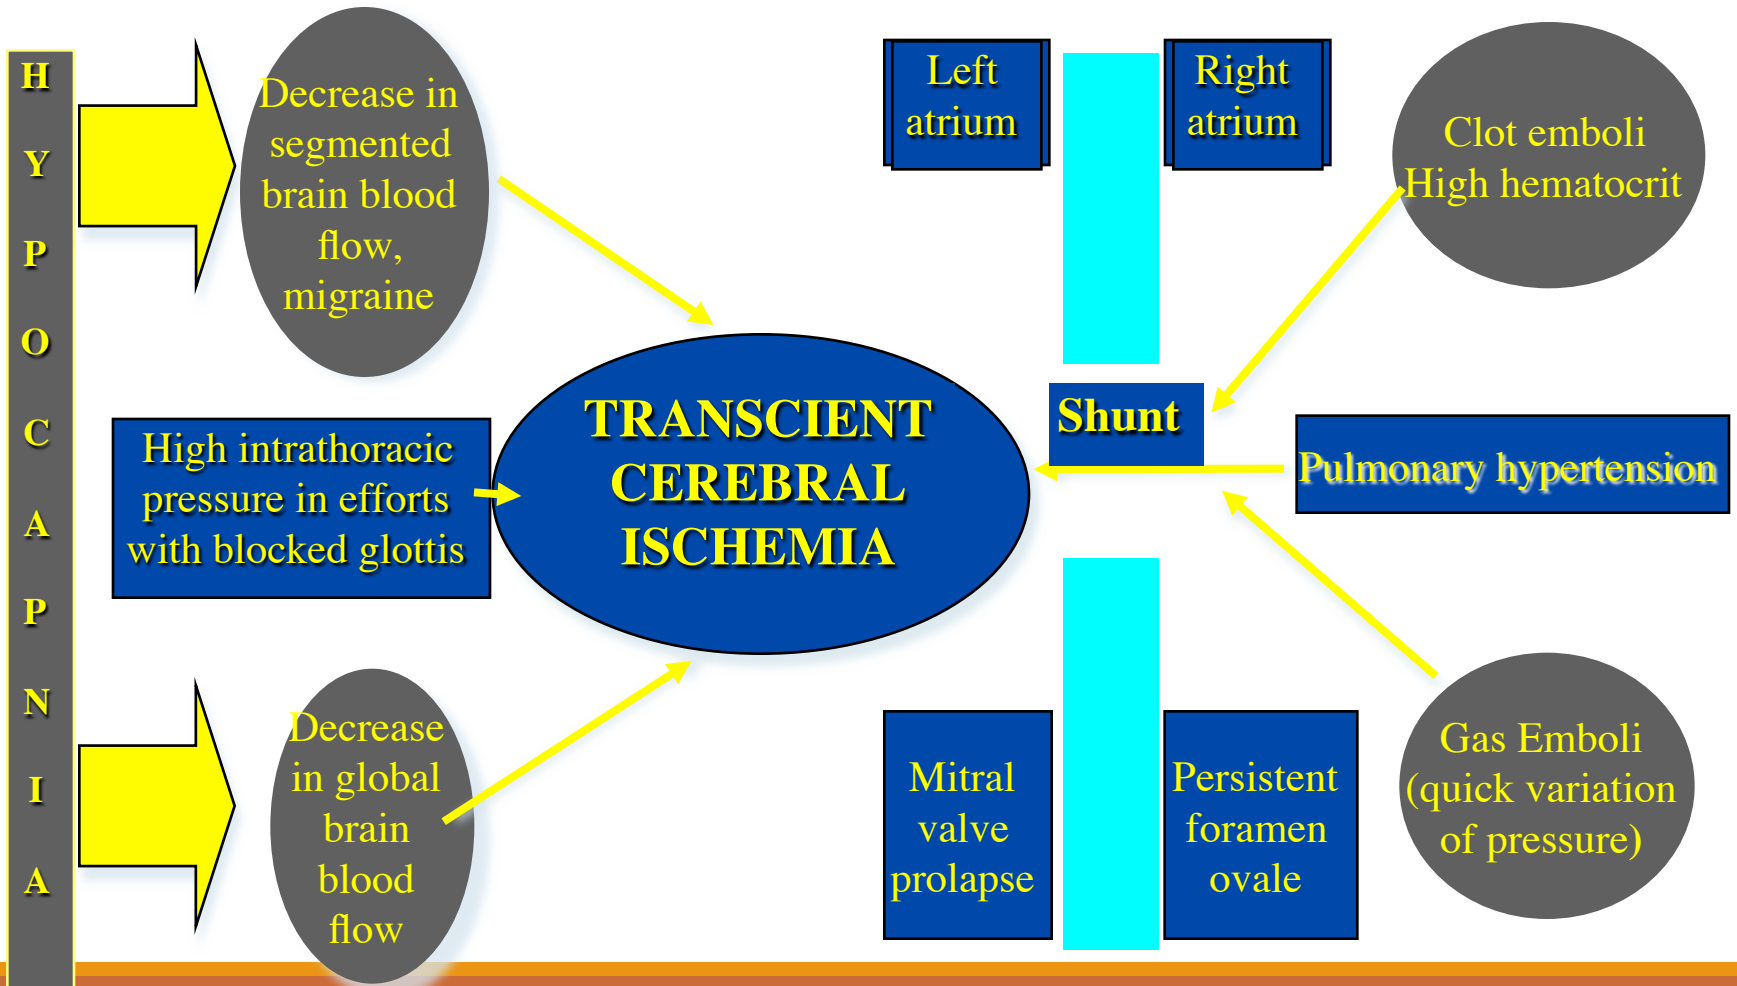 HYPOCAPNIA
Decrease in
segmented
brain blood
flow,
migraine
Left
atrium
Right
atrium
Clot emboli
High hematocrit
High intrathoracic
pressure in efforts
with blocked glottis
TRANSCIENT
CEREBRAL
ISCHEMIA
Shunt
Pulmonary hypertension
Decrease
in global
brain
blood
flow
Mitral
valve
prolapse
Persistent
foramen
ovale
Gas Emboli
(quick variation
of pressure)